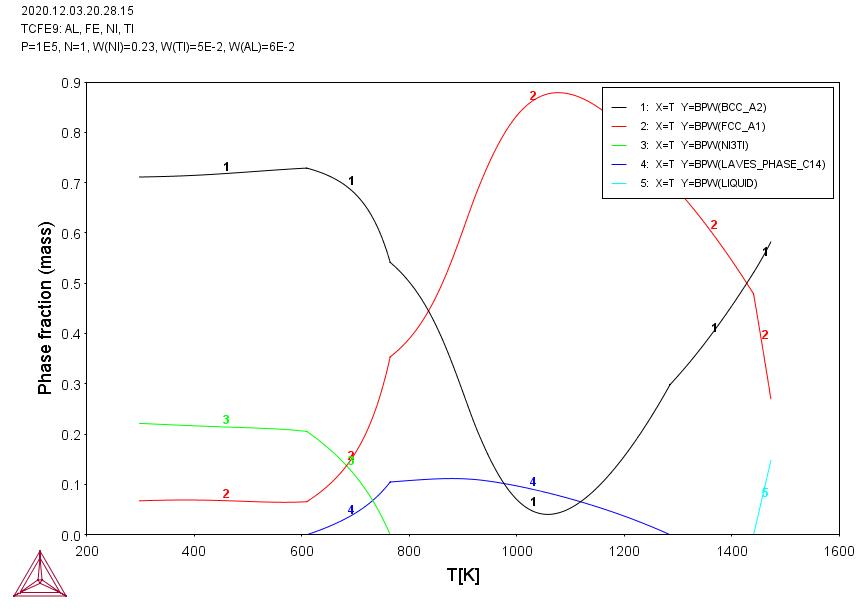 2020.12.03.20.28.15
TCFE9: AL, FE, NI, TI
P=1E5, N=1, W(NI)=0.23, W(TI)=5E-2, W(AL)=6E-2
0.9
0.8
0.7
0.6
0.5
0.4
0.3
0.2
0.1
0.0
Phase fraction (mass)
1: X=T Y=BPW(BCC_A2)
2: X=T Y=BPW(FCC_A1)
3: X=T Y=BPW(NI3TI)
4: X=T Y=BPW(LAVES_PHASE_C14)
5: X=T Y=BPW(LIQUID)
2
1
1
2
1
1
2
3
2
3
2
4
4
1
5
200 400 600 800 1000 1200 1400 1600
T[K]